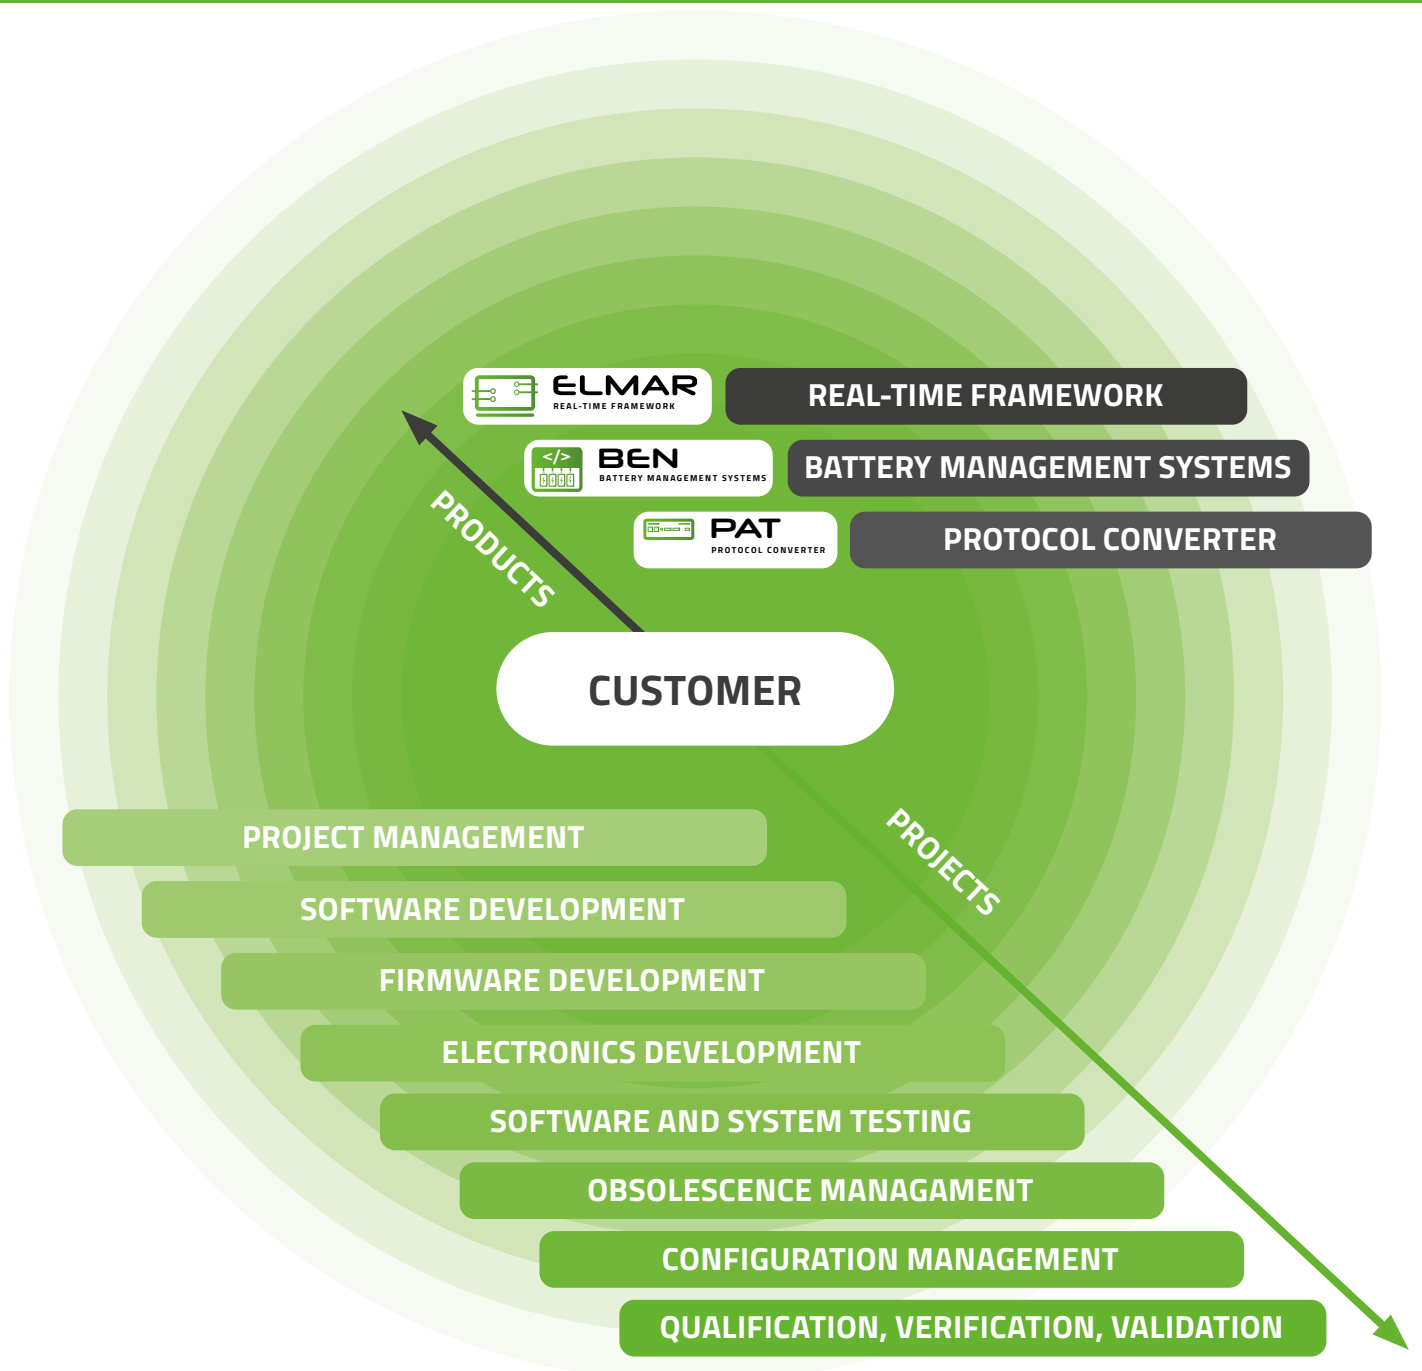 ELMAR
REAL-TIME FRAMEWORK
REAL-TIME FRAMEWORK
</>
BEN
BATTERY MANAGEMENT SYSTEMS
BATTERY MANAGEMENT SYSTEMS
PAT
PROTOCOL CONVERTER
PROTOCOL CONVERTER
PRODUCTS
CUSTOMER
PROJECTS
PROJECT MANAGEMENT
SOFTWARE DEVELOPMENT
FIRMWARE DEVELOPMENT
ELECTRONICS DEVELOPMENT
SOFTWARE AND SYSTEM TESTING
OBSOLESCENCE MANAGAMENT
CONFIGURATION MANAGEMENT
QUALIFICATION, VERIFICATION, VALIDATION